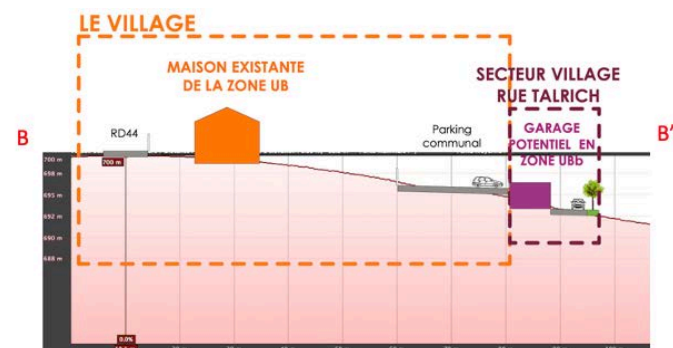 LE VILLAGE
MAISON EXISTANTE
DE LA ZONE UB
SECTEUR VILLAGE
RUE TALRICH
B
RD44
Parking
communal
GARAGE
POTENTIEL EN
ZONE UBb
B'
700 m
700 m
698 m
695 m
692 m
690 m
688 m
0.0%